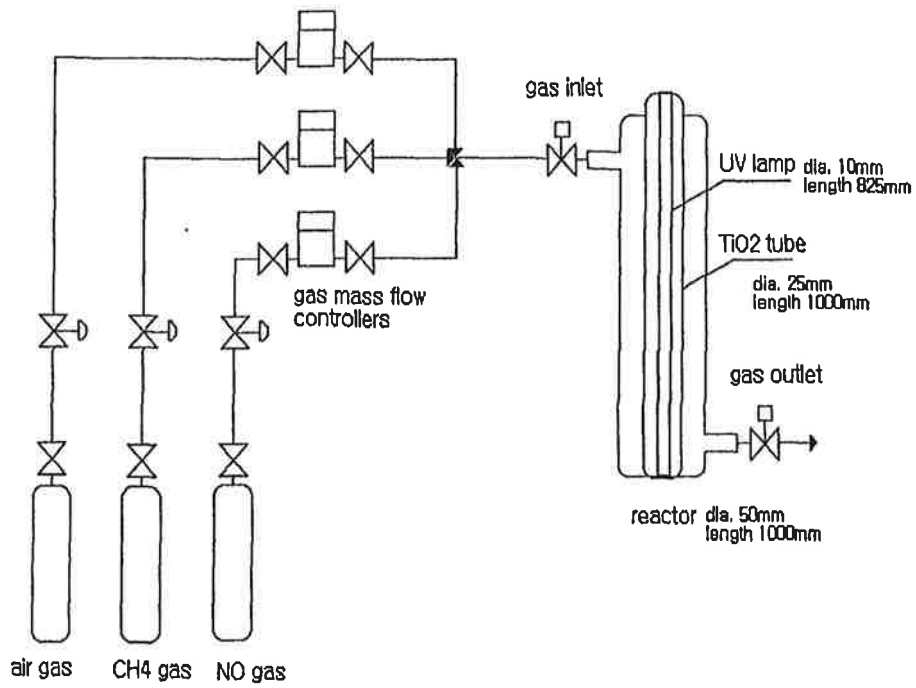 gas inlet
UV lamp dia. 10mm
length 825mm
TiO2 tube
dia. 25mm
length 1000mm
gas mass flow
controllers
gas outlet
reactor dia. 50mm
length 1000mm
air gas CH4 gas NO gas